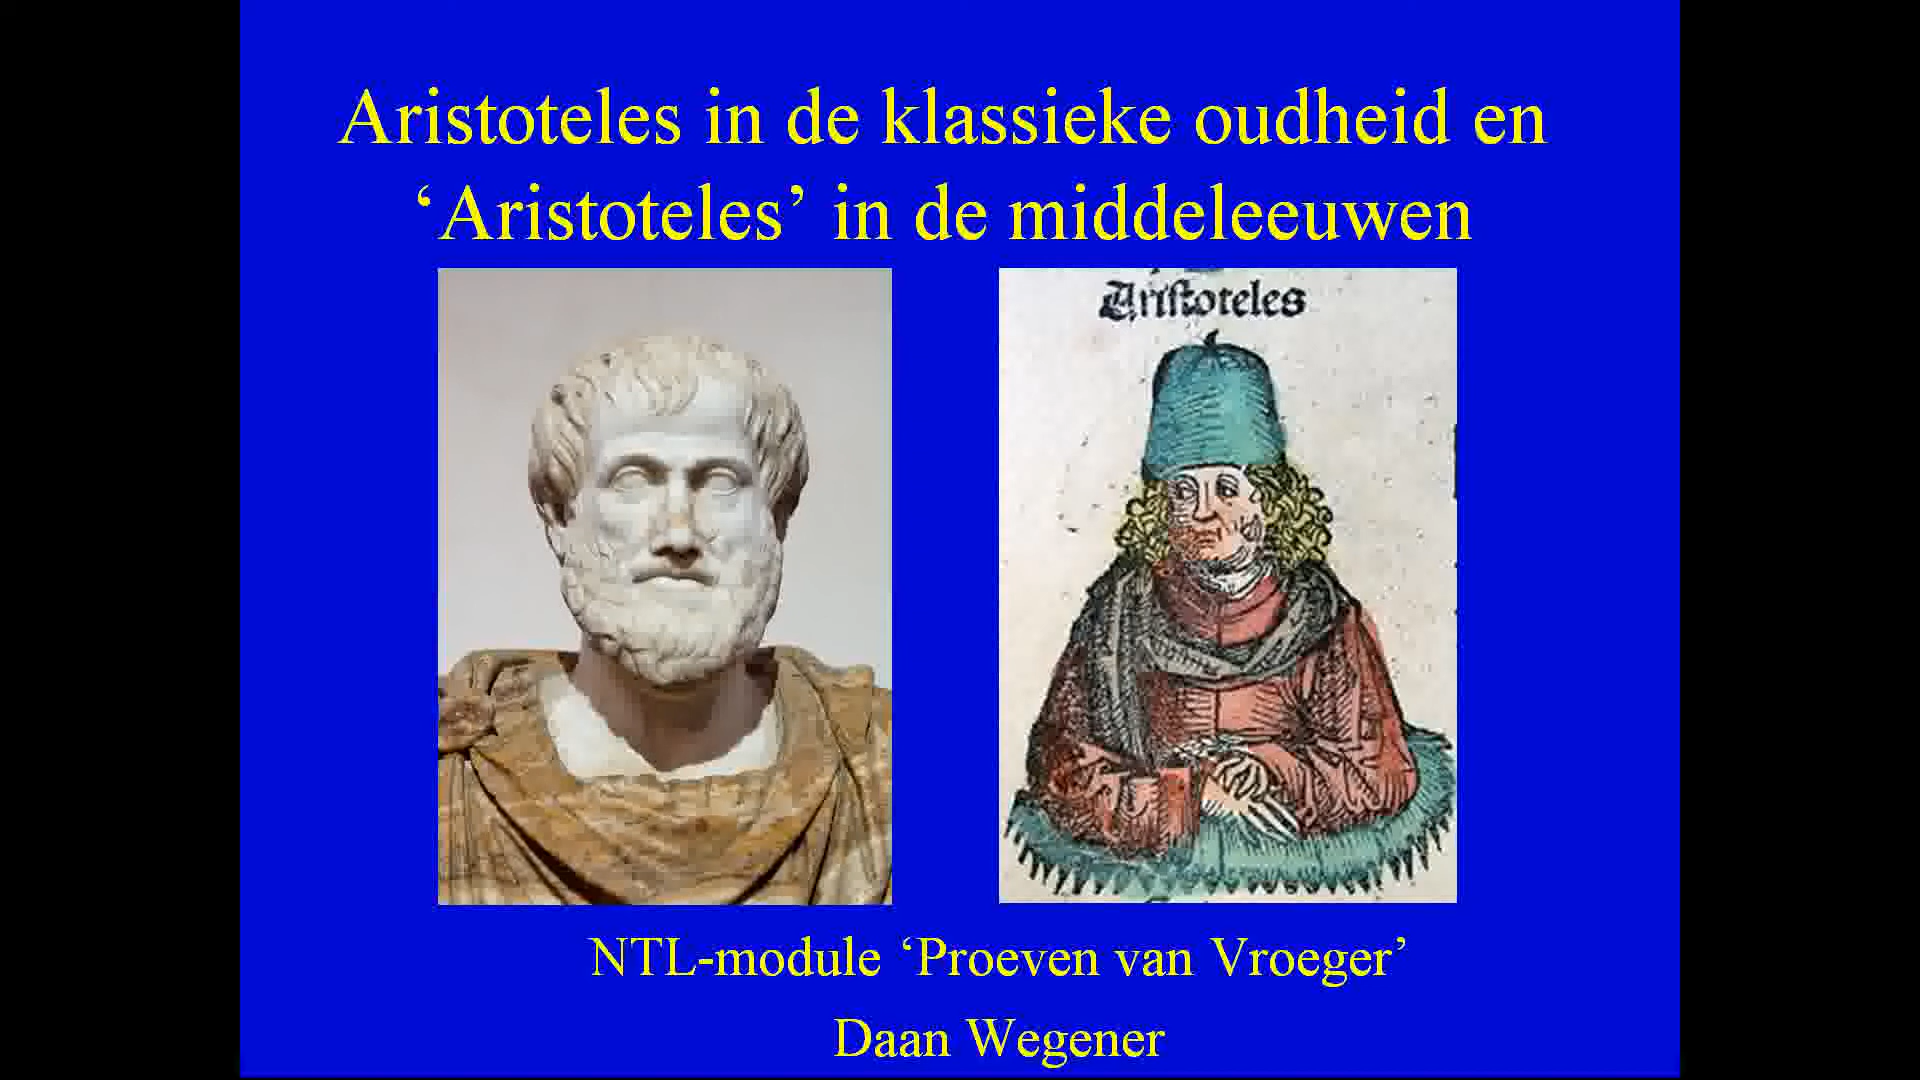 Aristoteles in de klassieke oudheid en
‘Aristoteles’ in de middeleeuwen
Aristoteles
NTL-module ‘Proeven van Vroeger’
Daan Wegener